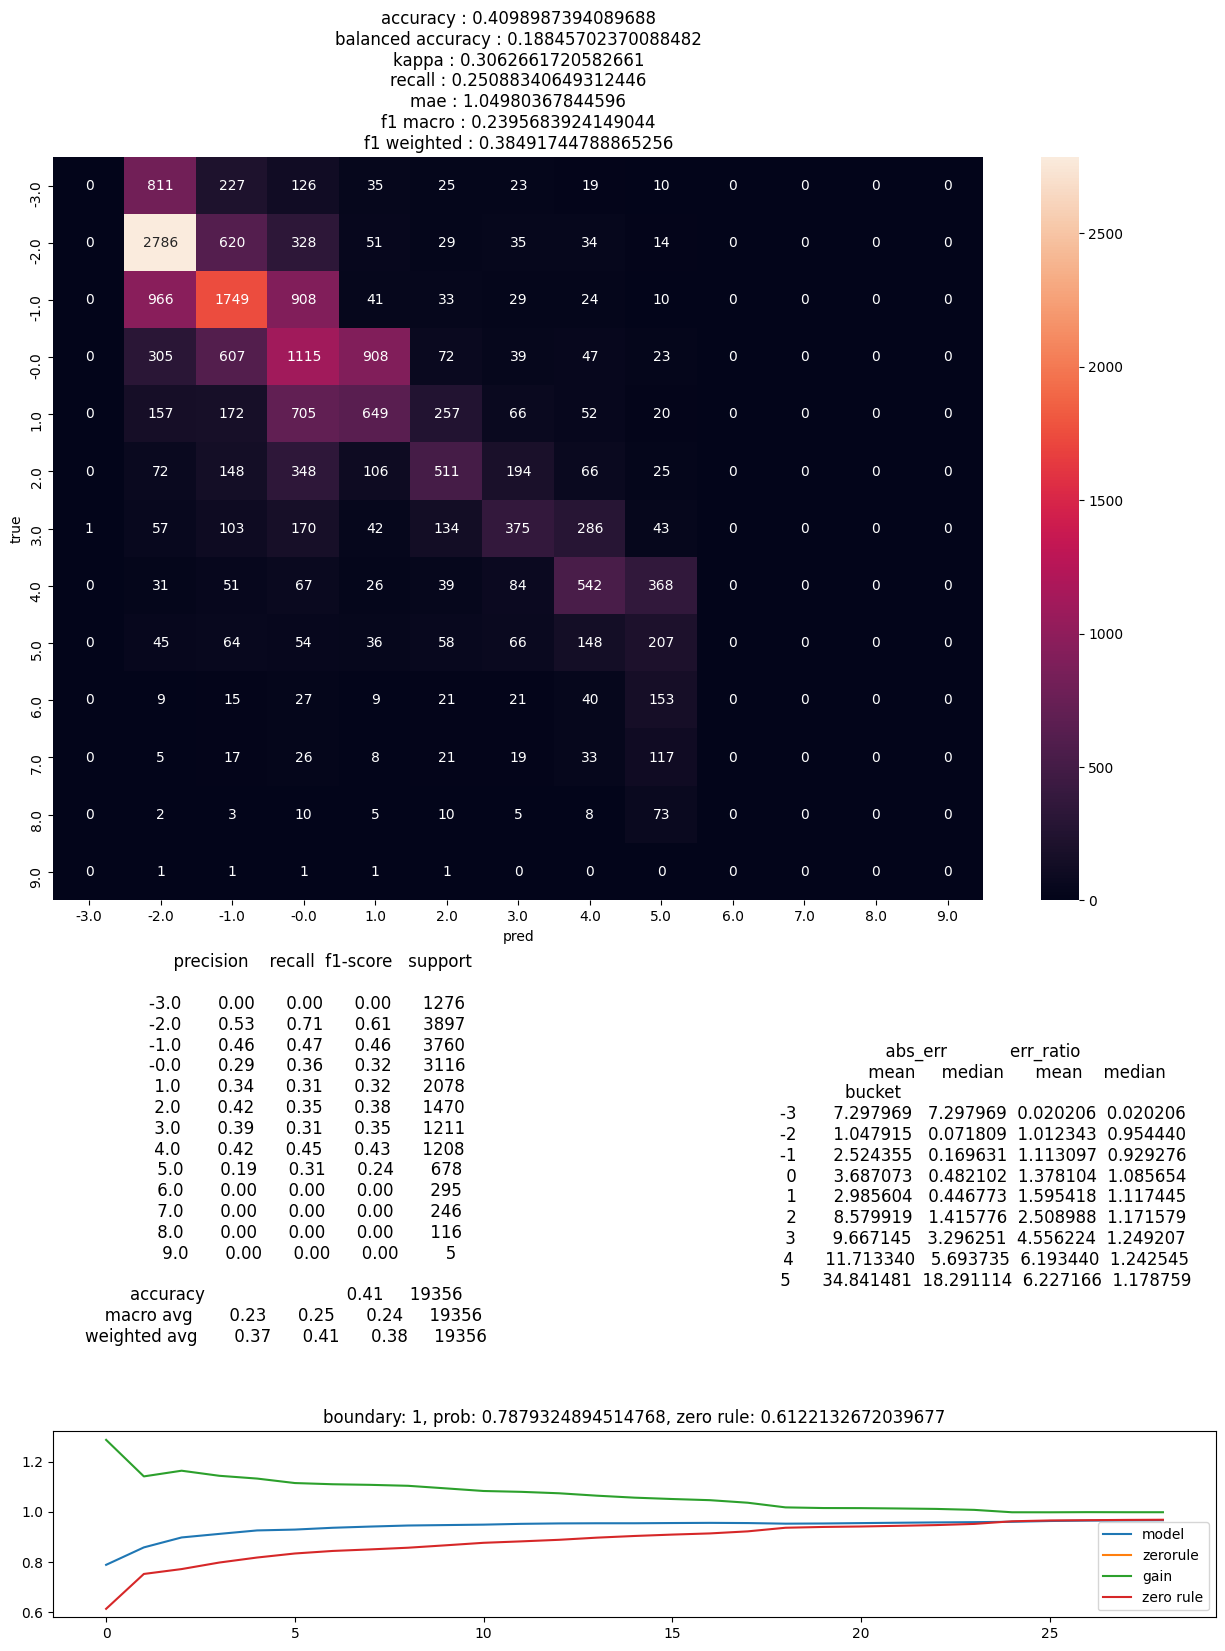 accuracy : 0.4098987394089688
balanced accuracy : 0.18845702370088482
kappa : 0.3062661720582661
recall : 0.25088340649312446
mae : 1.04980367844596
f1 macro : 0.2395683924149044
f1 weighted : 0.38491744788865256
-3.0 0 811 227 126 35 25 23 19 10 0 0 0 0
-2.0 0 2786 620 328 51 29 35 34 14 0 0 0 0 2500
-1.0 0 966 1749 908 41 33 29 24 10 0 0 0 0
-0.0 0 305 607 1115 908 72 39 47 23 0 0 0 0 2000
1.0 0 157 172 705 649 257 66 52 20 0 0 0 0
2.0 0 72 148 348 106 511 194 66 25 0 0 0 0 1500
true 3.0 1 57 103 170 42 134 375 286 43 0 0 0 0
4.0 0 31 51 67 26 39 84 542 368 0 0 0 0
5.0 0 45 64 54 36 58 66 148 207 0 0 0 0 1000
6.0 0 9 15 27 9 21 21 40 153 0 0 0 0
7.0 0 5 17 26 8 21 19 33 117 0 0 0 0 500
8.0 0 2 3 10 5 10 5 8 73 0 0 0 0
9.0 0 1 1 1 1 1 0 0 0 0 0 0 0
0
-3.0 -2.0 -1.0 -0.0 1.0 2.0 3.0 4.0 5.0 6.0 7.0 8.0 9.0
pred
precision recall f1-score support
-3.0 0.00 0.00 0.00 1276
-2.0 0.53 0.71 0.61 3897
-1.0 0.46 0.47 0.46 3760
-0.0 0.29 0.36 0.32 3116
1.0 0.34 0.31 0.32 2078
2.0 0.42 0.35 0.38 1470
3.0 0.39 0.31 0.35 1211
4.0 0.42 0.45 0.43 1208
5.0 0.19 0.31 0.24 678
6.0 0.00 0.00 0.00 295
7.0 0.00 0.00 0.00 246
8.0 0.00 0.00 0.00 116
9.0 0.00 0.00 0.00 5
accuracy 0.41 19356
macro avg 0.23 0.25 0.24 19356
weighted avg 0.37 0.41 0.38 19356
abs_err err_ratio
mean median mean median
bucket
-3 7.297969 7.297969 0.020206 0.020206
-2 1.047915 0.071809 1.012343 0.954440
-1 2.524355 0.169631 1.113097 0.929276
0 3.687073 0.482102 1.378104 1.085654
1 2.985604 0.446773 1.595418 1.117445
2 8.579919 1.415776 2.508988 1.171579
3 9.667145 3.296251 4.556224 1.249207
4 11.713340 5.693735 6.193440 1.242545
5 34.841481 18.291114 6.227166 1.178759
boundary: 1, prob: 0.7879324894514768, zero rule: 0.6122132672039677
1.2
1.0
0.8
0.6
model
zerorule
gain
zero rule
0 5 10 15 20 25